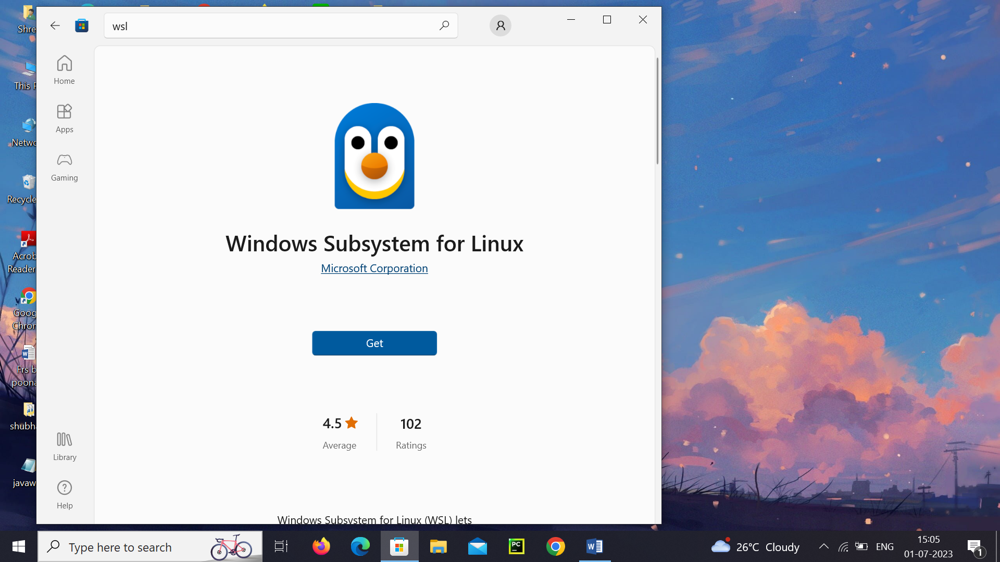 Shre
This P
Netwo
Recycle
Acrob
Reader
Goog
Chron
Frs b
poona
shubha
javaw
wsl
Home
Apps
Gaming
Library
Help
Windows Subsystem for Linux
Microsoft Corporation
Get
4.5
102
Average
Ratings
Windows Subsystem for Linux (WSL) lets
Type here to search
PC
W
26°C Cloudy
ENG
15:05
01-07-2023
1